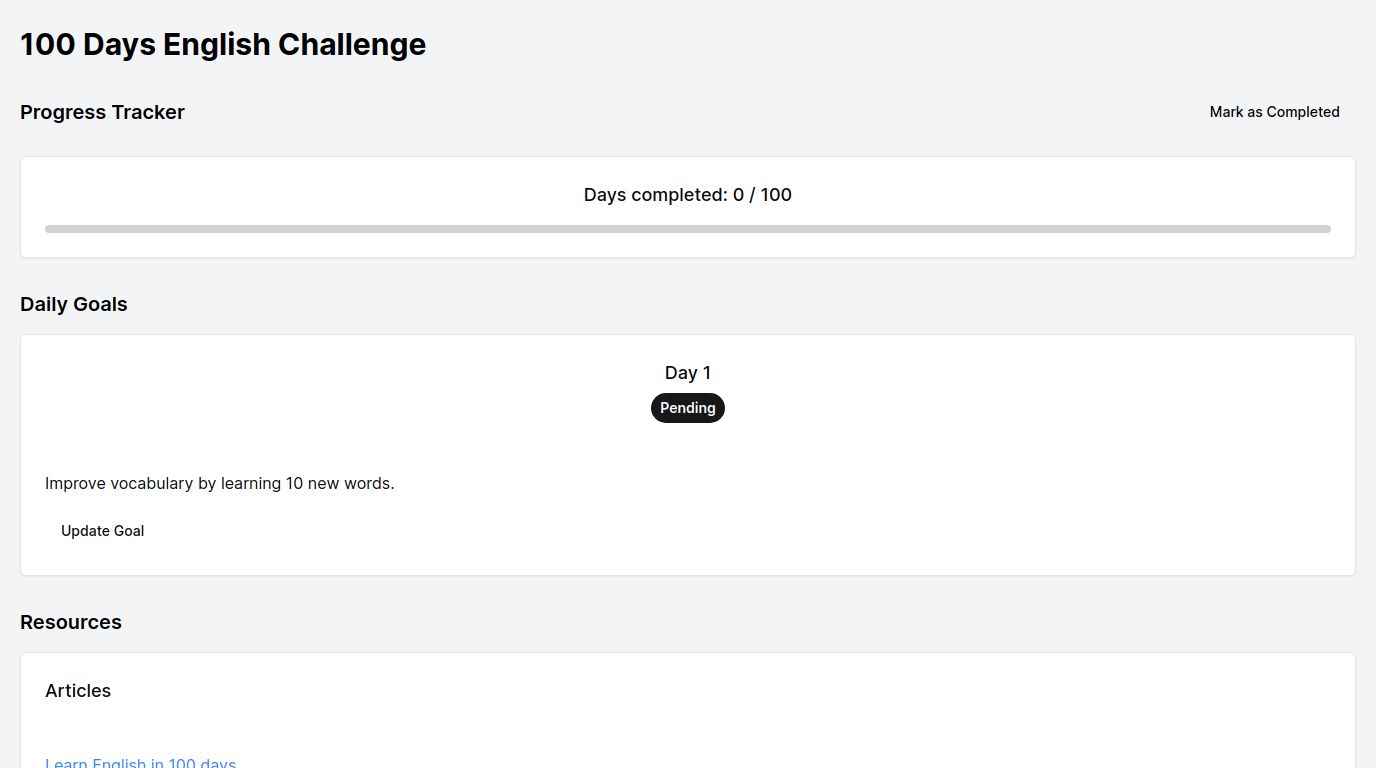 100 Days English Challenge
Progress Tracker
Mark as Completed
Days completed: 0 / 100
Daily Goals
Day 1
Pending
Improve vocabulary by learning 10 new words.
Update Goal
Resources
Articles
Learn English in 100 days